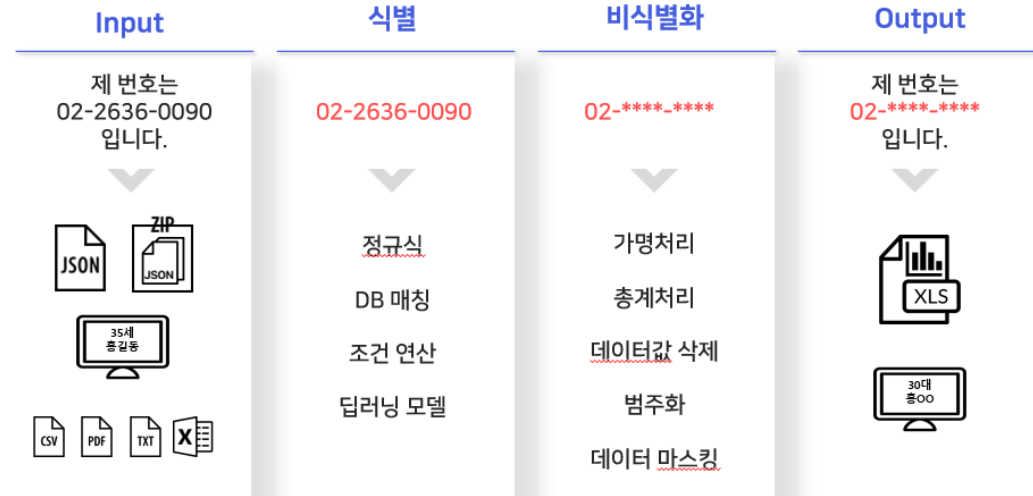 Input
식별
비식별화
Output
제 번호는
02-2636-0090
입니다.
02-2636-0090
02-****-****
제 번호는
02-****-****
입니다.
JSON
ZIP
JSON
35세
홍길동
CSV
PDF
TXT
X
정규식
DB 매칭
조건 연산
딥러닝 모델
가명처리
총계처리
데이터값 삭제
범주화
데이터 마스킹
XLS
30대
홍OO